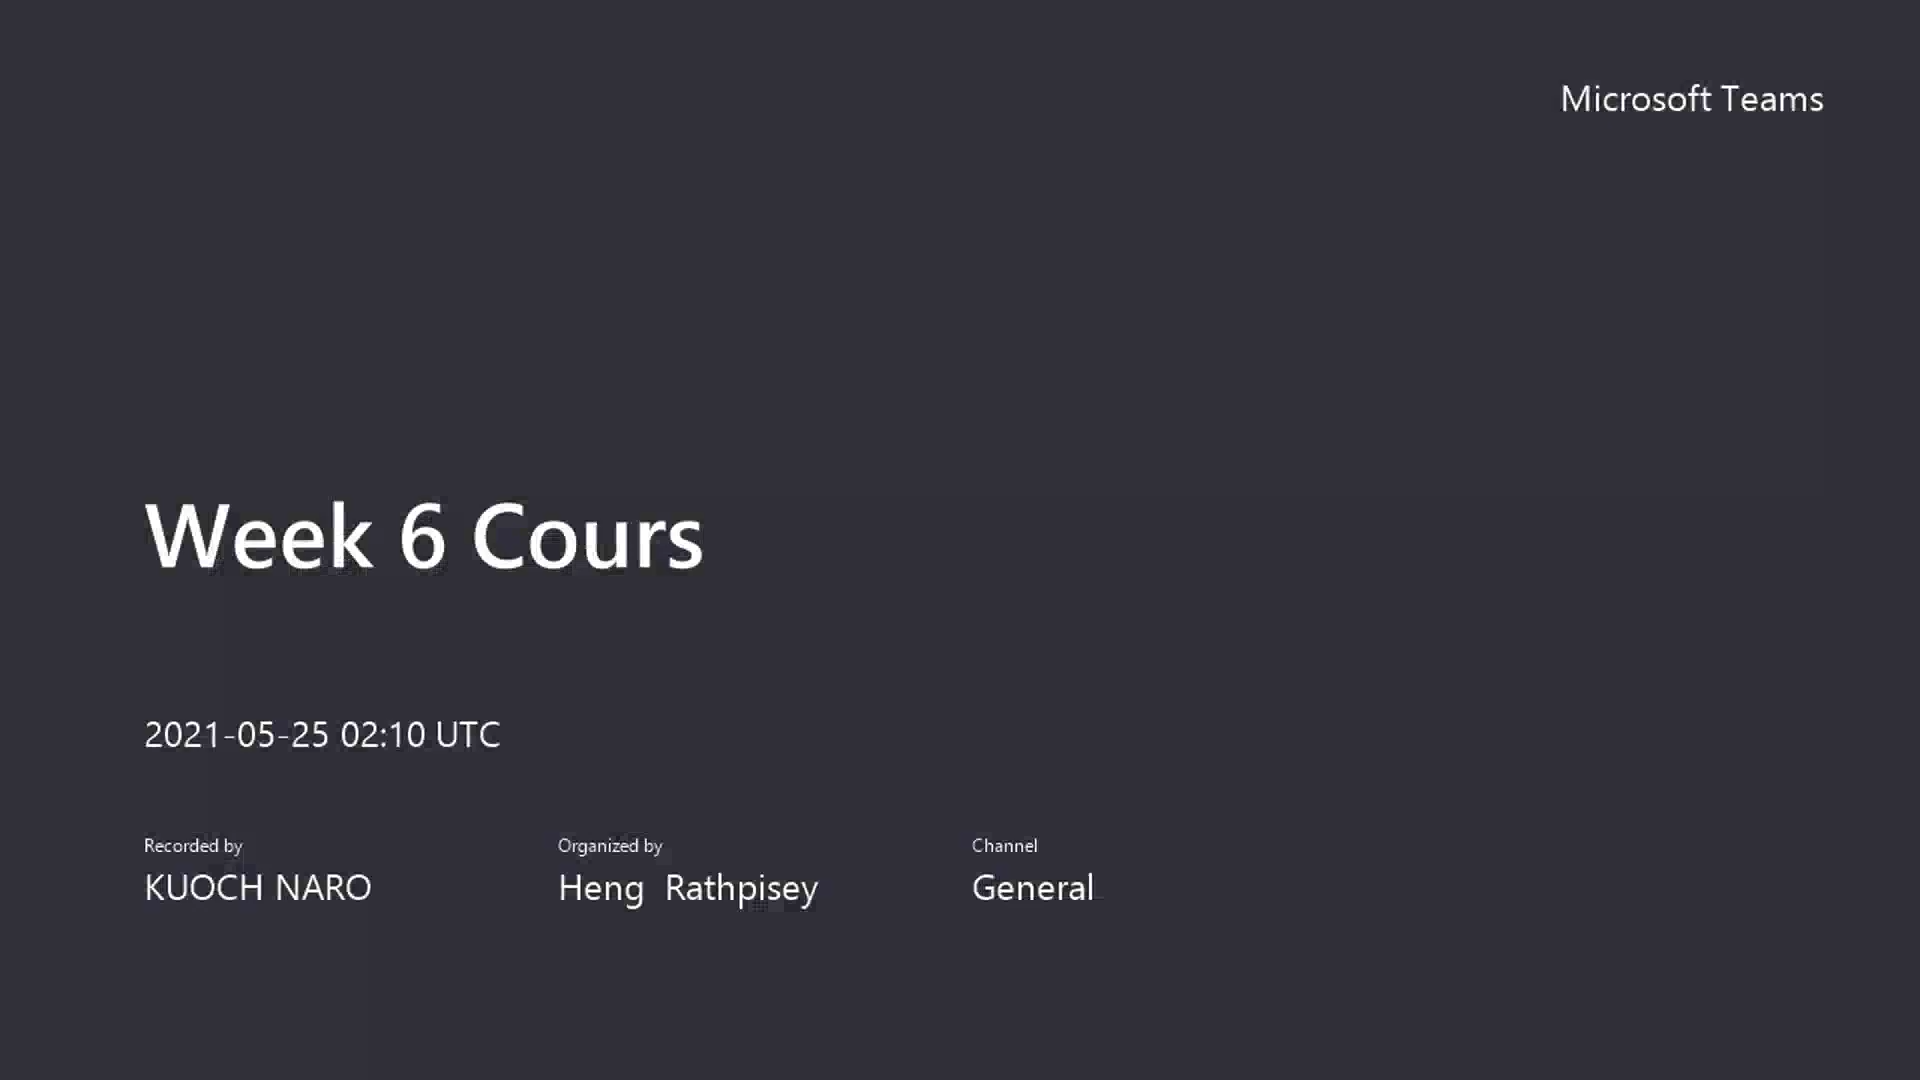 Microsoft Teams
Week 6 Cours
2021-05-25 02:10 UTC
Recorded by
KUOCH NARO
Organized by
Heng  Rathpisey
Channel
General